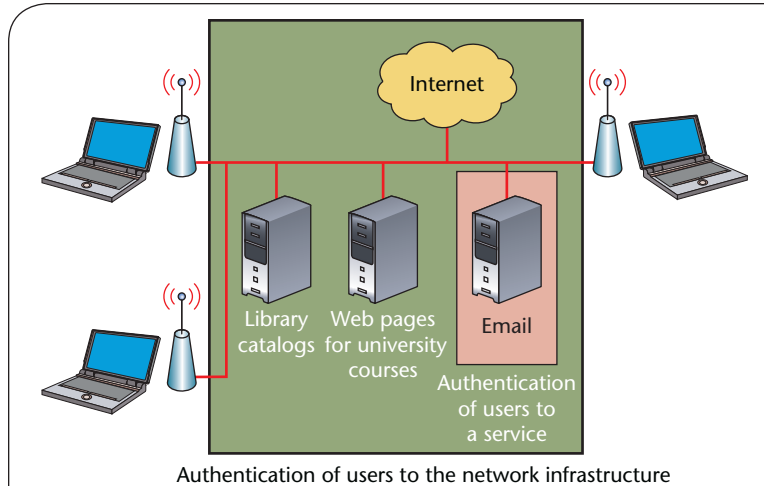 Internet
Library
catalogs
Web pages
for university
courses
Email
Authentication
of users to
a service
Authentication of users to the network infrastructure